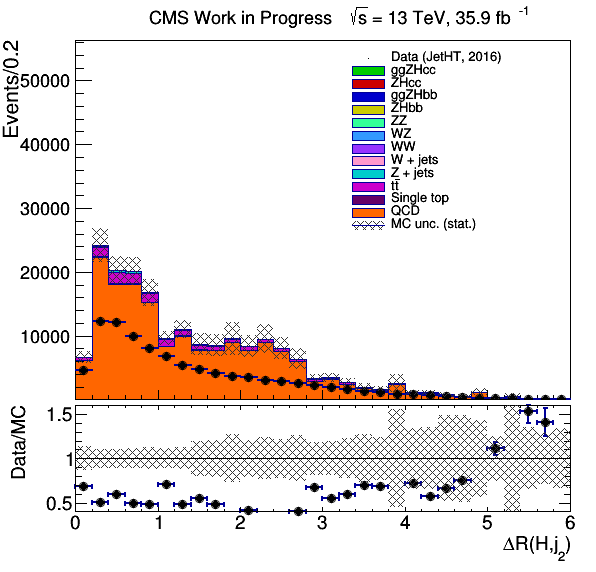 CMS Work in Progress √s = 13 TeV, 35.9 fb⁻¹
Events/0.2
50000
40000
30000
20000
10000
Data (JetHT, 2016)
ggZHcc
ZHcc
ggZHbb
ZHbb
ZZ
WZ
WW
W + jets
Z + jets
tt̄
Single top
QCD
MC unc. (stat.)
Data/MC
1.5
1
0.5
0 1 2 3 4 5 6
ΔR(H,j₂)